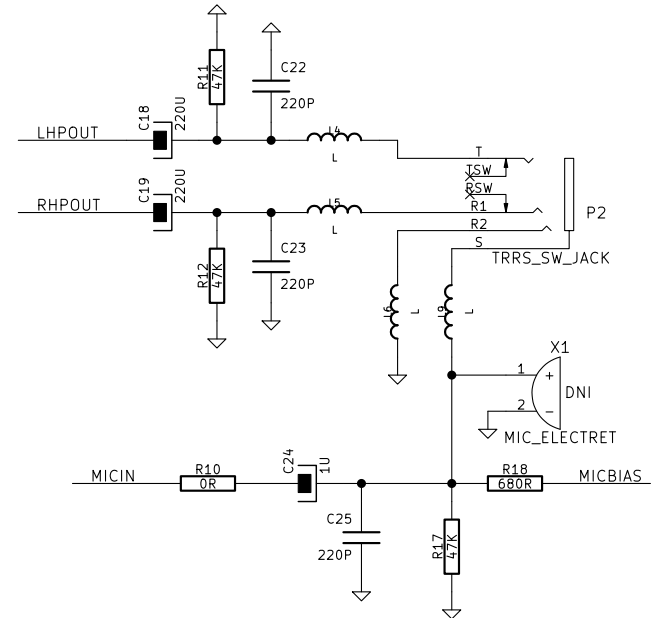 R11
47K
C22
220P
C18
220U
LHPOUT
L4
L
T
TSW
RSW
C19
220U
RHPOUT
L5
L
R1
R2
S
P2
TRRS_SW_JACK
R12
47K
C23
220P
L6
L
L9
L
X1
1
+
DNI
2
-
MIC_ELECTRET
MICIN
R10
0R
C24
1U
R18
680R
MICBIAS
C25
220P
R17
47K